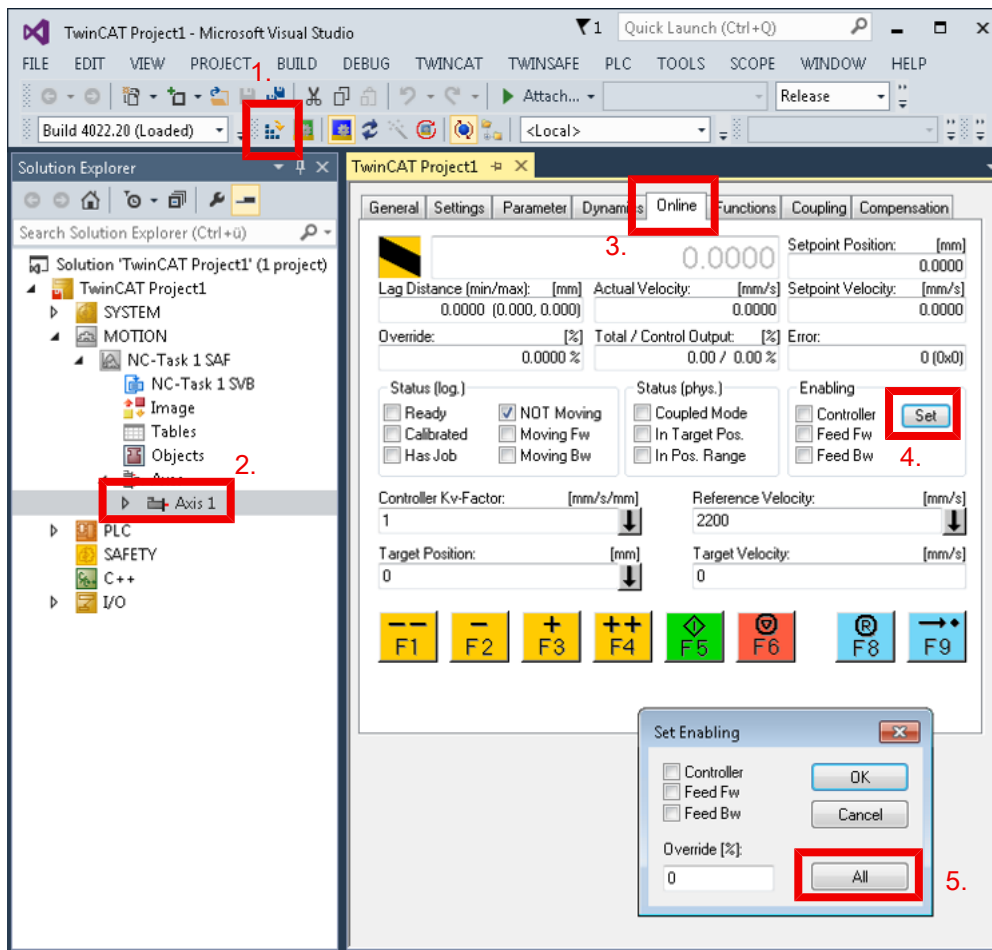 TwinCAT Project1 - Microsoft Visual Studio
1
Quick Launch (Ctrl+Q)
FILE EDIT VIEW PROJECT BUILD DEBUG TWINCAT TWINSAFE PLC TOOLS SCOPE WINDOW HELP
1.
Attach...
Release
Build 4022.20 (Loaded)
<Local>
Solution Explorer
Search Solution Explorer (Ctrl+ü)
Solution 'TwinCAT Project1' (1 project)
TwinCAT Project1
SYSTEM
MOTION
NC-Task 1 SAF
NC-Task 1 SVB
Image
Tables
Objects
2.
Axes
Axis 1
PLC
SAFETY
C++
I/O
TwinCAT Project1
General Settings Parameter Dynamics Online Functions Coupling Compensation
3.
0.0000
Setpoint Position: [mm]
0.0000
Lag Distance (min/max): [mm] Actual Velocity: [mm/s] Setpoint Velocity: [mm/s]
0.0000 (0.000, 0.000) 0.0000 0.0000
Override: [%] Total / Control Output: [%] Error:
0.0000 % 0.00 / 0.00 % 0 (0x0)
Status (log.) Status (phys.) Enabling
Ready NOT Moving Coupled Mode Controller Set
Calibrated Moving Fw In Target Pos. Feed Fw
Has Job Moving Bw In Pos. Range Feed Bw
4.
Controller Kv-Factor: [mm/s/mm] Reference Velocity: [mm/s]
1 2200
Target Position: [mm] Target Velocity: [mm/s]
0 0
-- - + ++ R
F1 F2 F3 F4 F5 F6 F8 F9
Set Enabling
Controller OK
Feed Fw
Feed Bw Cancel
Override [%]:
0 All
5.